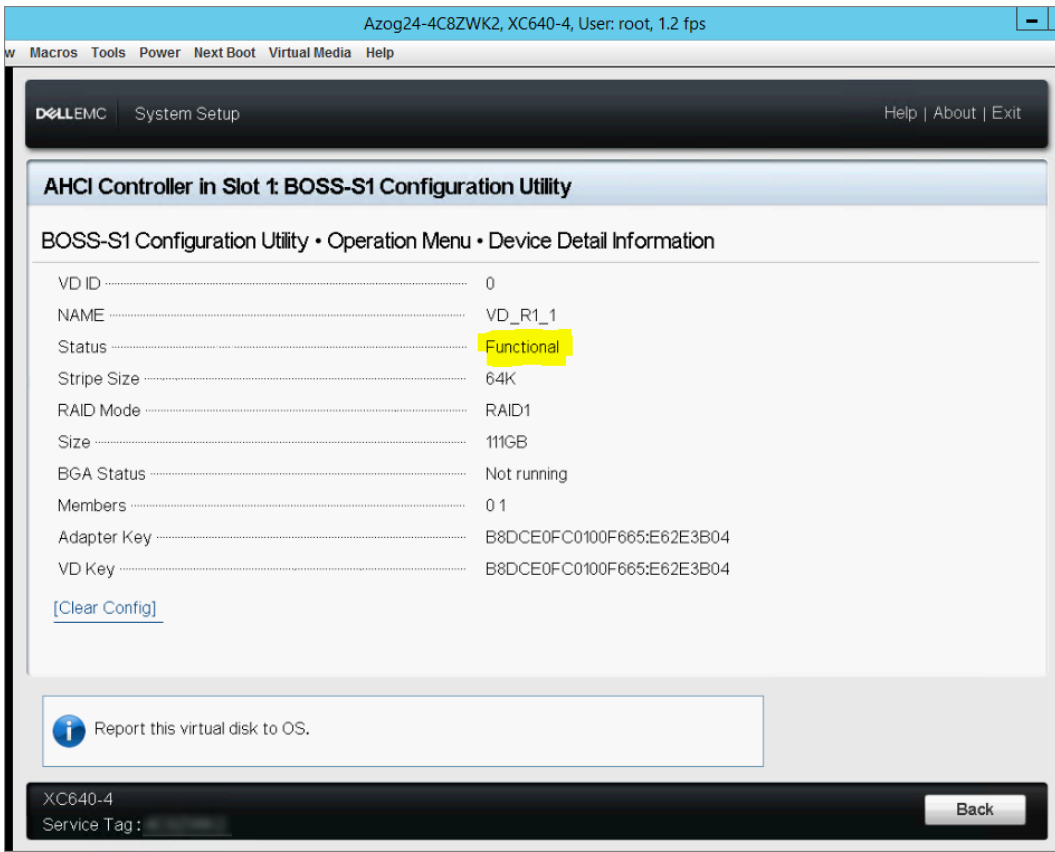 Azog24-4C8ZWK2, XC640-4, User: root, 1.2 fps
w Macros Tools Power Next Boot Virtual Media Help
DELLEMC System Setup Help | About | Exit
AHCI Controller in Slot 1: BOSS-S1 Configuration Utility
BOSS-S1 Configuration Utility • Operation Menu • Device Detail Information
VD ID 0
NAME VD_R1_1
Status Functional
Stripe Size 64K
RAID Mode RAID1
Size 111GB
BGA Status Not running
Members 0 1
Adapter Key B8DCE0FC0100F665:E62E3B04
VD Key B8DCE0FC0100F665:E62E3B04
[Clear Config]
Report this virtual disk to OS.
XC640-4
Service Tag :
Back